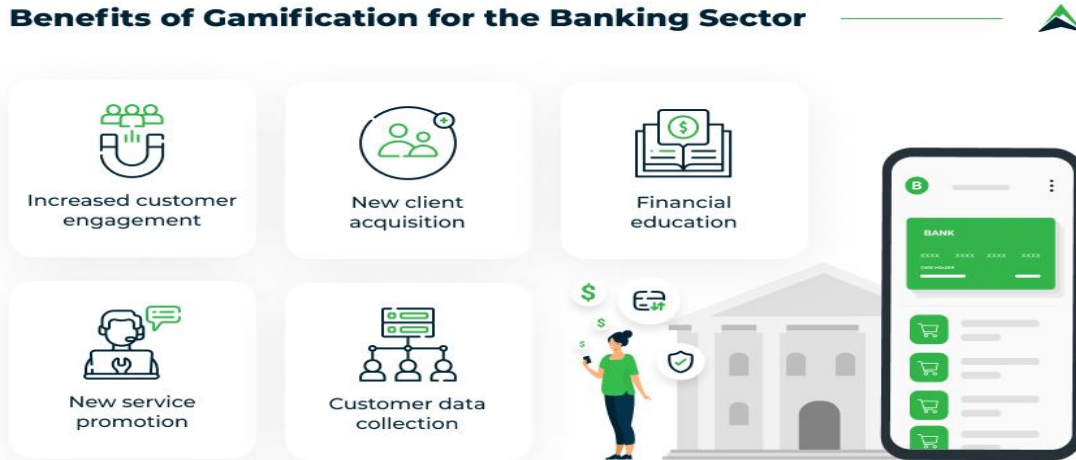 Benefits of Gamification for the Banking Sector
Increased customer
engagement
New client
acquisition
Financial
education
New service
promotion
Customer data
collection
$
$
$
$
B
BANK
XXXX XXXX XXXX XXXX
CARD HOLDER